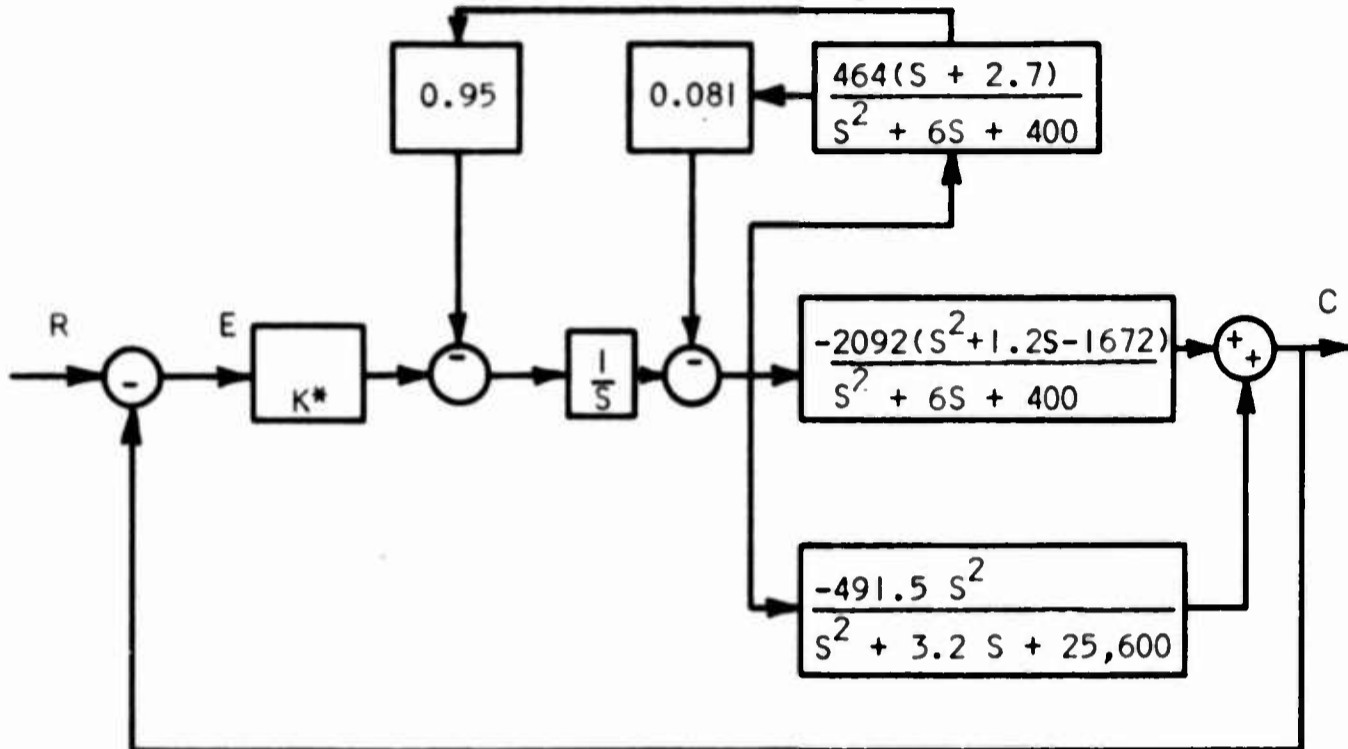 0.95
0.081
464(S + 2.7)
S² + 6S + 400
R
E
K*
-
-
1
S
-
-2092(S²+1.2S-1672)
S² + 6S + 400
+
+
C
-491.5 S²
S² + 3.2 S + 25,600